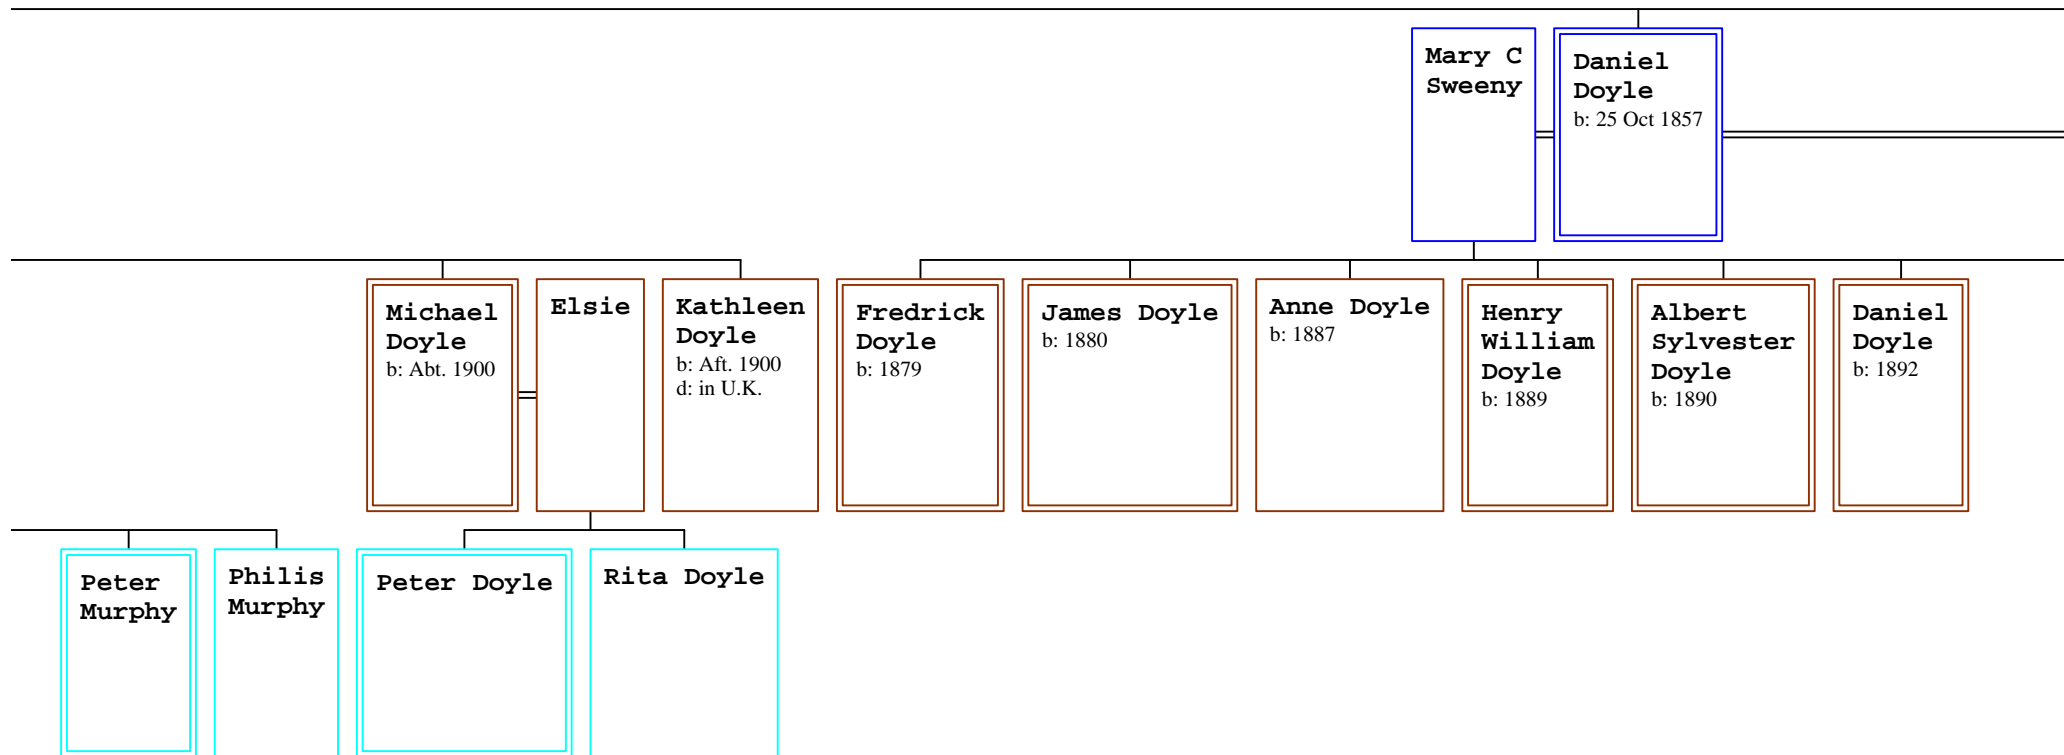 Mary C
Sweeny
Daniel
Doyle
b: 25 Oct 1857
Michael
Doyle
b: Abt. 1900
Elsie
Kathleen
Doyle
b: Aft. 1900
d: in U.K.
Fredrick
Doyle
b: 1879
James Doyle
b: 1880
Anne Doyle
b: 1887
Henry
William
Doyle
b: 1889
Albert
Sylvester
Doyle
b: 1890
Daniel
Doyle
b: 1892
Peter
Murphy
Philis
Murphy
Peter Doyle
Rita Doyle